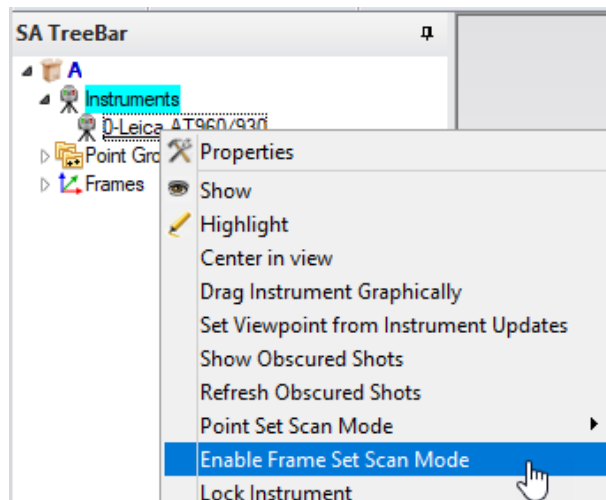 SA TreeBar
A
Instruments
0-Leica AT960/930
Point Gro
Frames
Properties
Show
Highlight
Center in view
Drag Instrument Graphically
Set Viewpoint from Instrument Updates
Show Obscured Shots
Refresh Obscured Shots
Point Set Scan Mode
Enable Frame Set Scan Mode
Lock Instrument